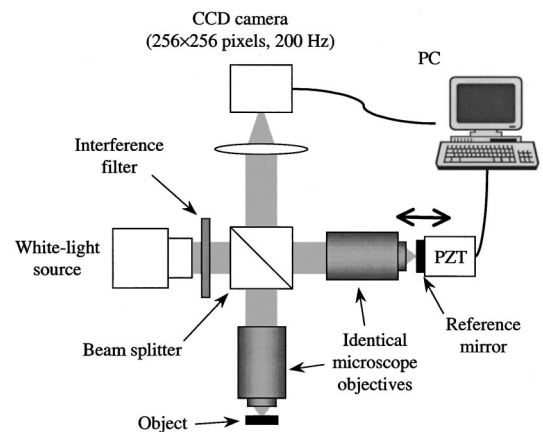 CCD camera
(256×256 pixels, 200 Hz)
PC
Interference
filter
White-light
source
PZT
Beam splitter
Identical
microscope
objectives
Reference
mirror
Object